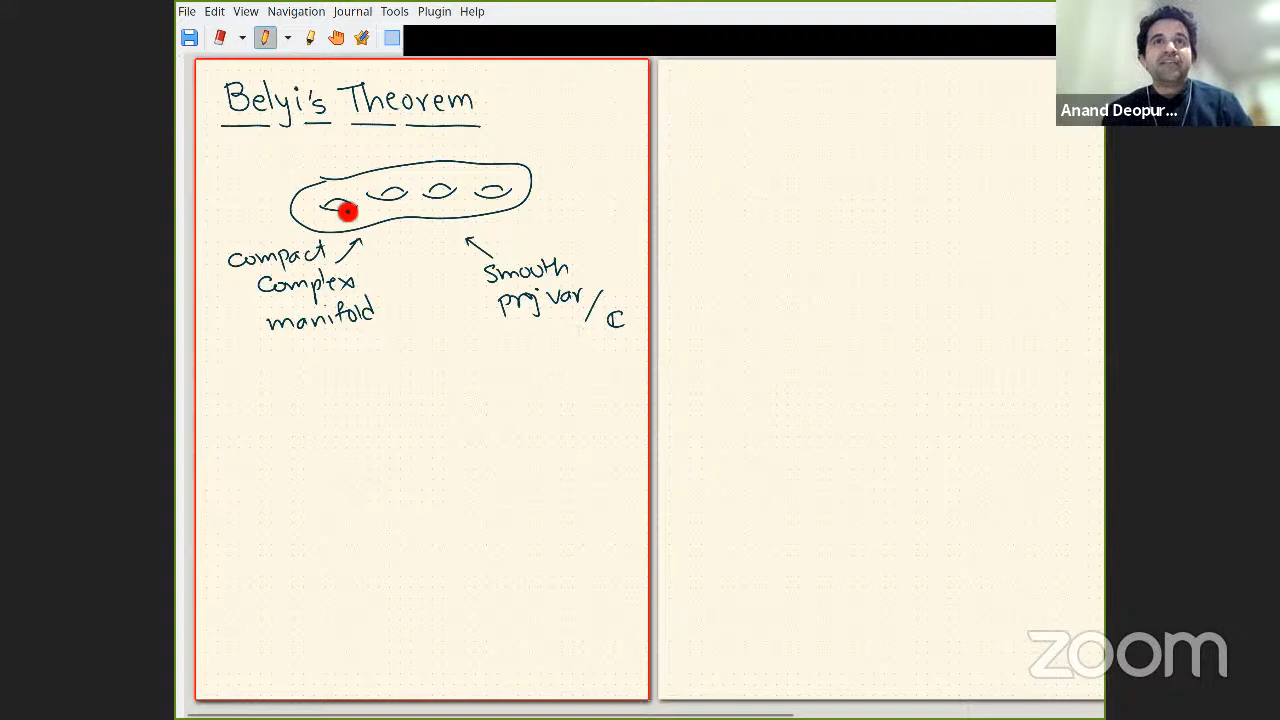 File Edit View Navigation Journal Tools Plugin Help
Anand Deopur...
Belyi's Theorem
compact
complex
manifold
smooth
proj var / ℂ
zoom